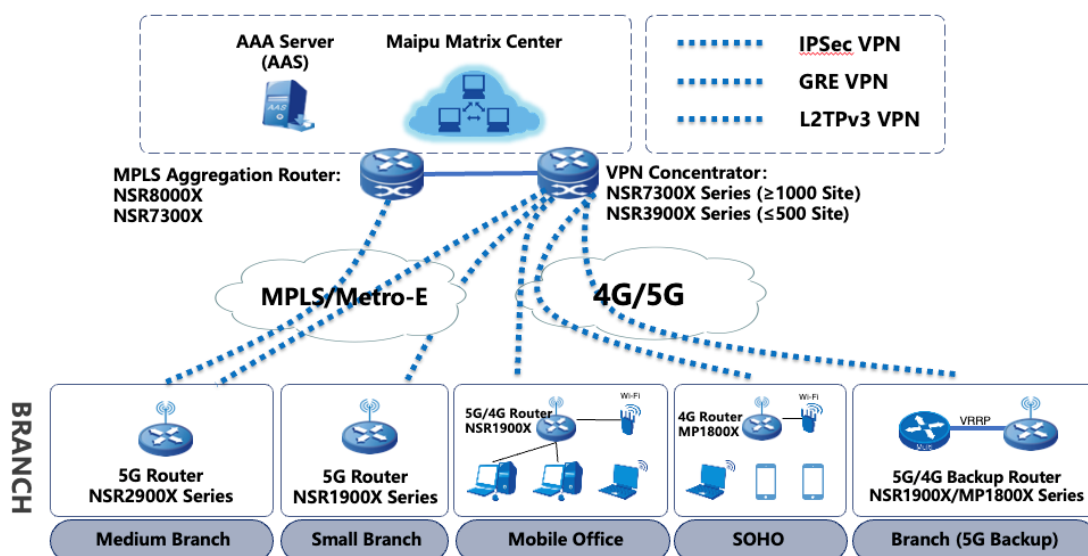 AAA Server
(AAS)
Maipu Matrix Center
IPSec VPN
GRE VPN
L2TPv3 VPN
AAS
MPLS Aggregation Router:
NSR8000X
NSR7300X
VPN Concentrator:
NSR7300X Series (≥1000 Site)
NSR3900X Series (≤500 Site)
MPLS/Metro-E
4G/5G
BRANCH
5G Router
NSR2900X Series
Medium Branch
5G Router
NSR1900X Series
Small Branch
5G/4G Router
NSR1900X
Wi-Fi
Mobile Office
4G Router
MP1800X
Wi-Fi
SOHO
VRRP
5G/4G Backup Router
NSR1900X/MP1800X Series
Branch (5G Backup)